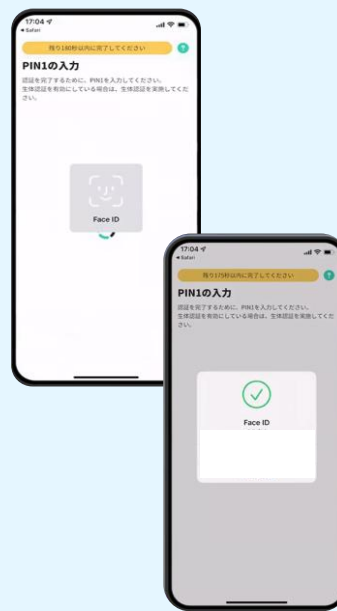 17:04
Safari
残り180秒以内に完了してください
?
PIN1の入力
認証を完了するために、PIN1を入力してください。
生体認証を有効にしている場合は、生体認証を実施してくだ
さい。
Face ID
17:04
Safari
残り175秒以内に完了してください
?
PIN1の入力
認証を完了するために、PIN1を入力してください。
生体認証を有効にしている場合は、生体認証を実施してくだ
さい。
Face ID